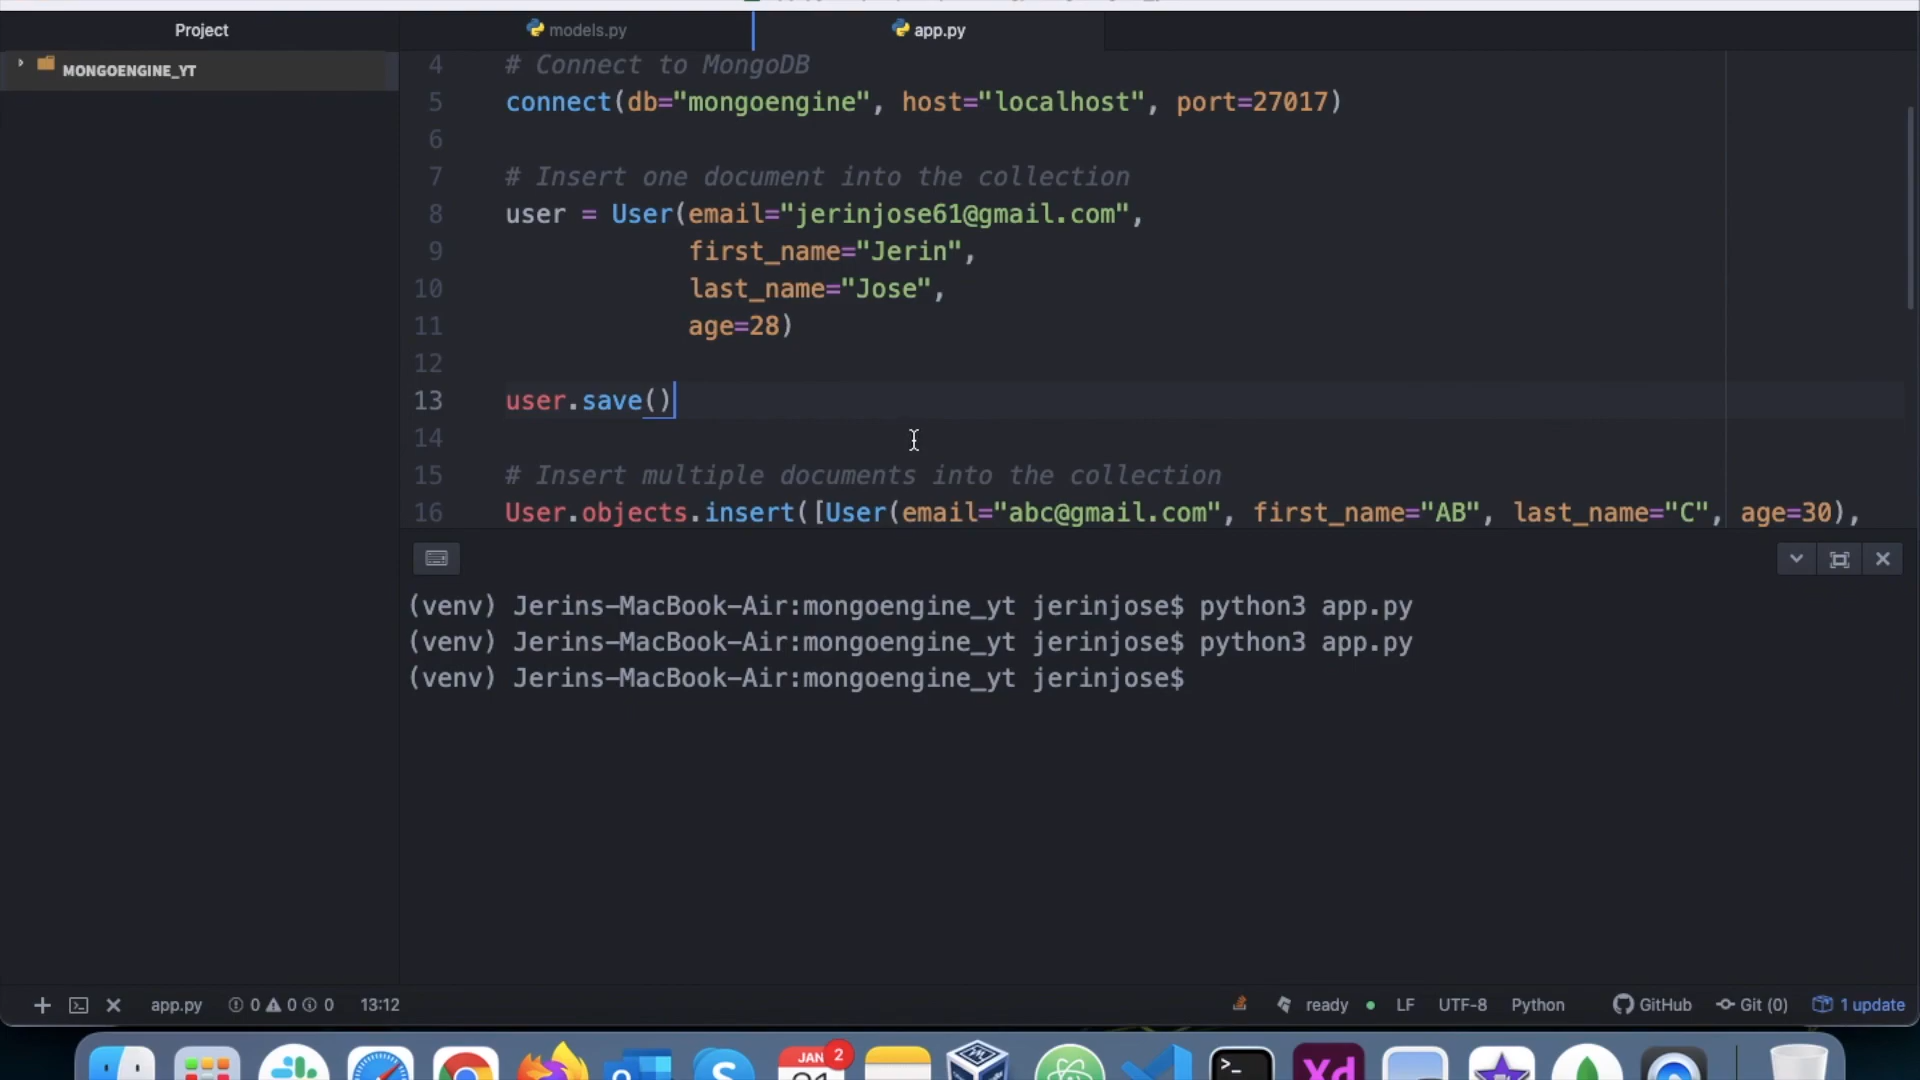 Project
models.py
app.py
MONGOENGINE_YT
4 # Connect to MongoDB
5 connect(db="mongoengine", host="localhost", port=27017)
6
7 # Insert one document into the collection
8 user = User(email="jerinjose61@gmail.com",
9 first_name="Jerin",
10 last_name="Jose",
11 age=28)
12
13 user.save()
14
15 # Insert multiple documents into the collection
16 User.objects.insert([User(email="abc@gmail.com", first_name="AB", last_name="C", age=30),
(venv) Jerins-MacBook-Air:mongoengine_yt jerinjose$ python3 app.py
(venv) Jerins-MacBook-Air:mongoengine_yt jerinjose$ python3 app.py
(venv) Jerins-MacBook-Air:mongoengine_yt jerinjose$
app.py 0 0 0 13:12 ready LF UTF-8 Python GitHub Git (0) 1 update
JAN 2
Xd